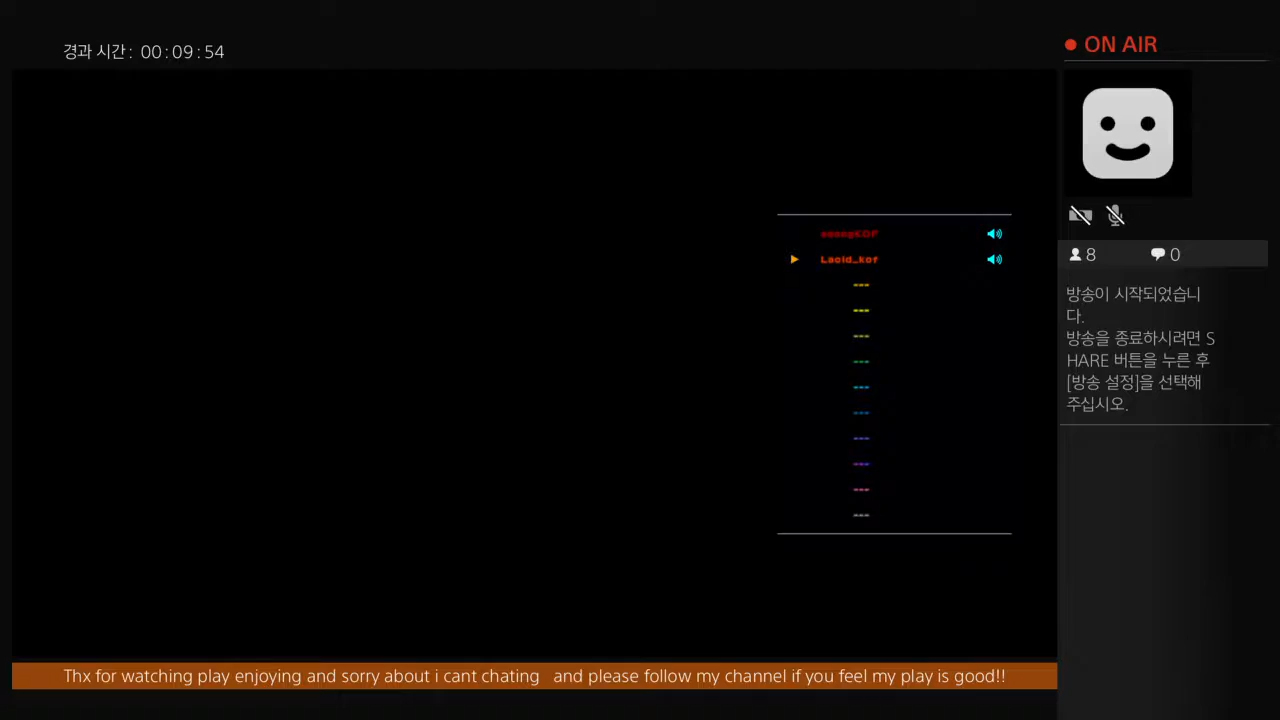 경과 시간 : 00:09:54
ON AIR
Lacid_kof
---
---
---
---
---
---
---
---
---
---
8 0
방송이 시작되었습니
다.
방송을 종료하시려면 S
HARE 버튼을 누른 후
[방송 설정]을 선택해
주십시오.
Thx for watching play enjoying and sorry about i cant chating and please follow my channel if you feel my play is good!!